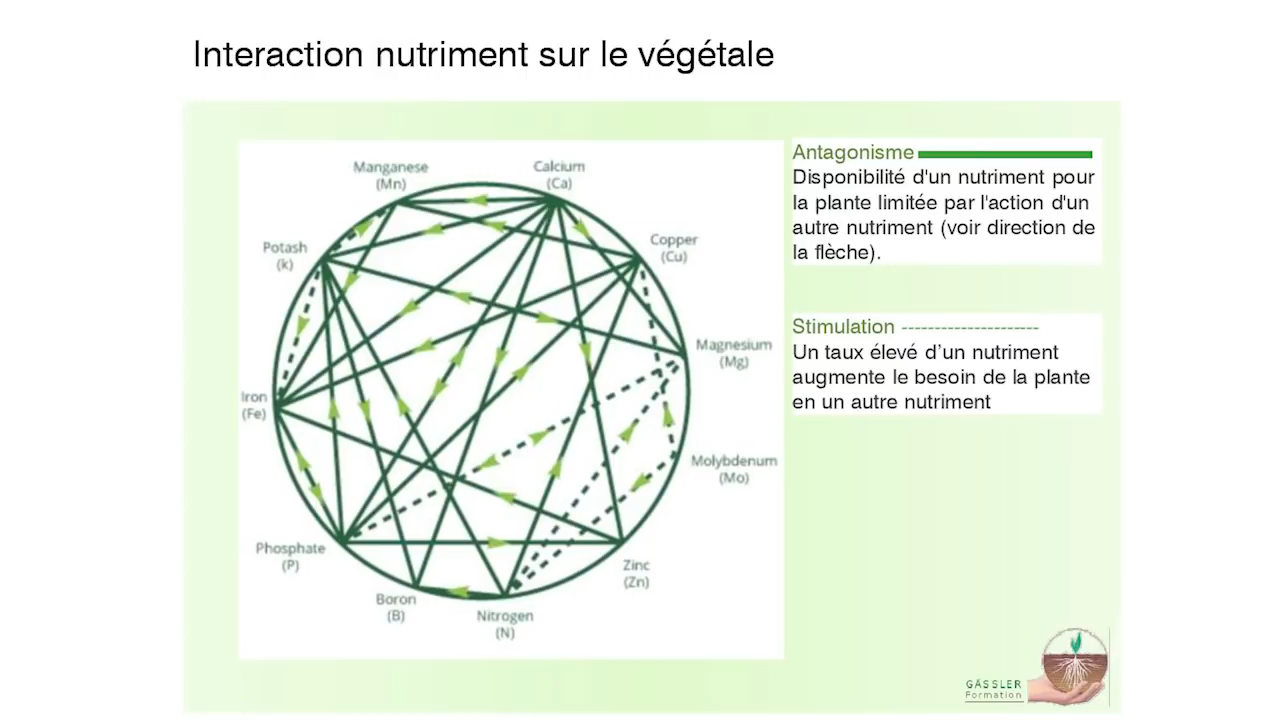 Interaction nutriment sur le végétale
Manganese
(Mn)
Calcium
(Ca)
Potash
(k)
Copper
(Cu)
Magnesium
(Mg)
Iron
(Fe)
Molybdenum
(Mo)
Phosphate
(P)
Zinc
(Zn)
Boron
(B)
Nitrogen
(N)
Antagonisme
Disponibilité d'un nutriment pour
la plante limitée par l'action d'un
autre nutriment (voir direction de
la flèche).
Stimulation ---------------------
Un taux élevé d’un nutriment
augmente le besoin de la plante
en un autre nutriment
GÄSSLER
Formation